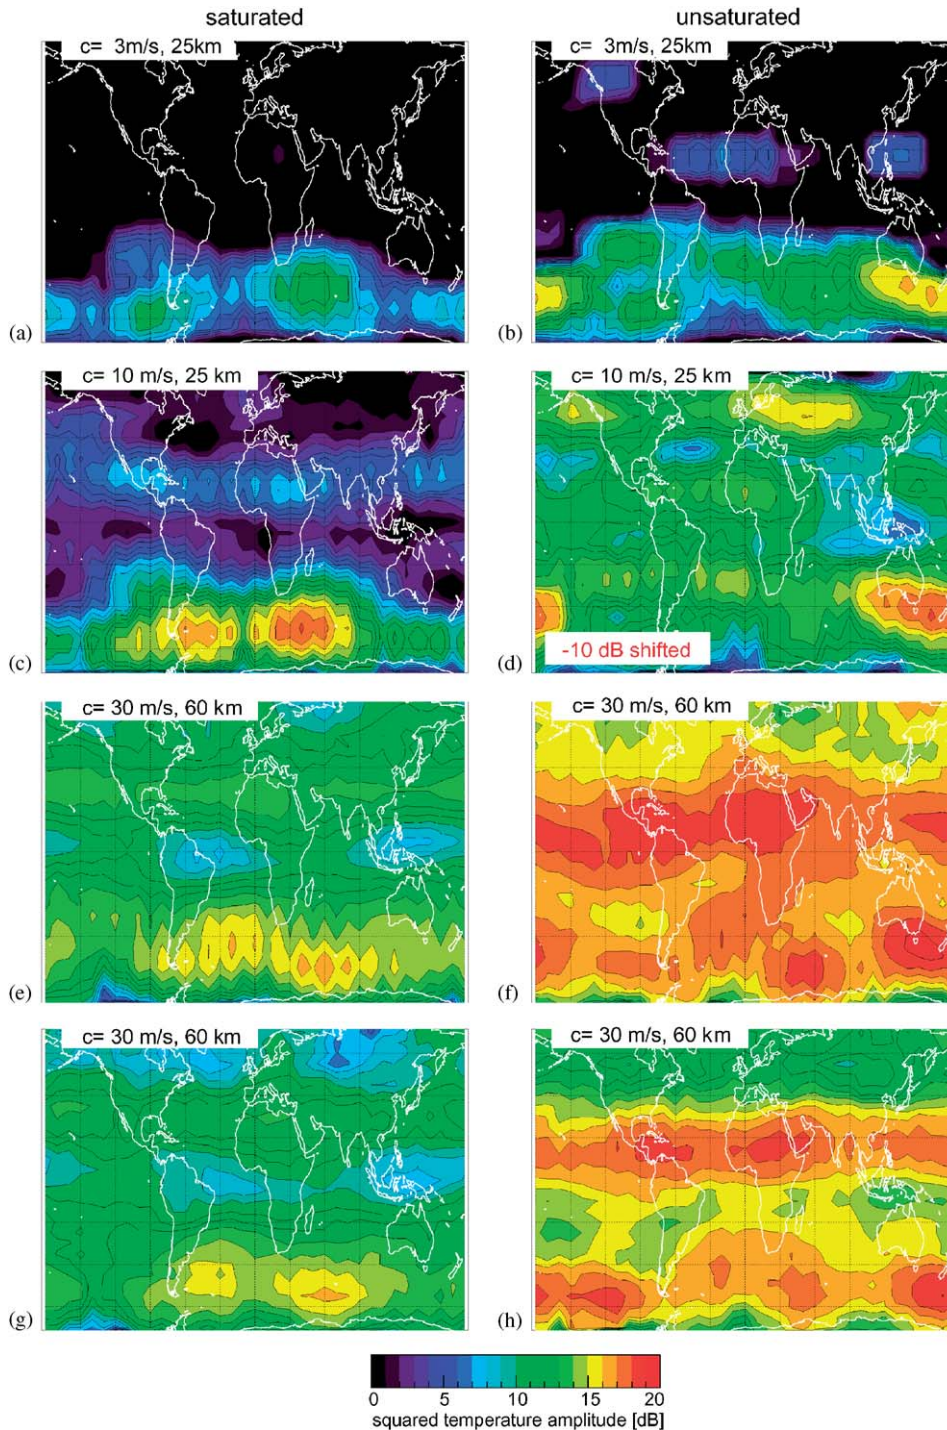 saturated
unsaturated
c= 3m/s, 25km
c= 3m/s, 25km
(a)
(b)
c= 10 m/s, 25 km
c= 10 m/s, 25 km
(c)
(d)
-10 dB shifted
c= 30 m/s, 60 km
c= 30 m/s, 60 km
(e)
(f)
c= 30 m/s, 60 km
c= 30 m/s, 60 km
(g)
(h)
0 5 10 15 20
squared temperature amplitude [dB]